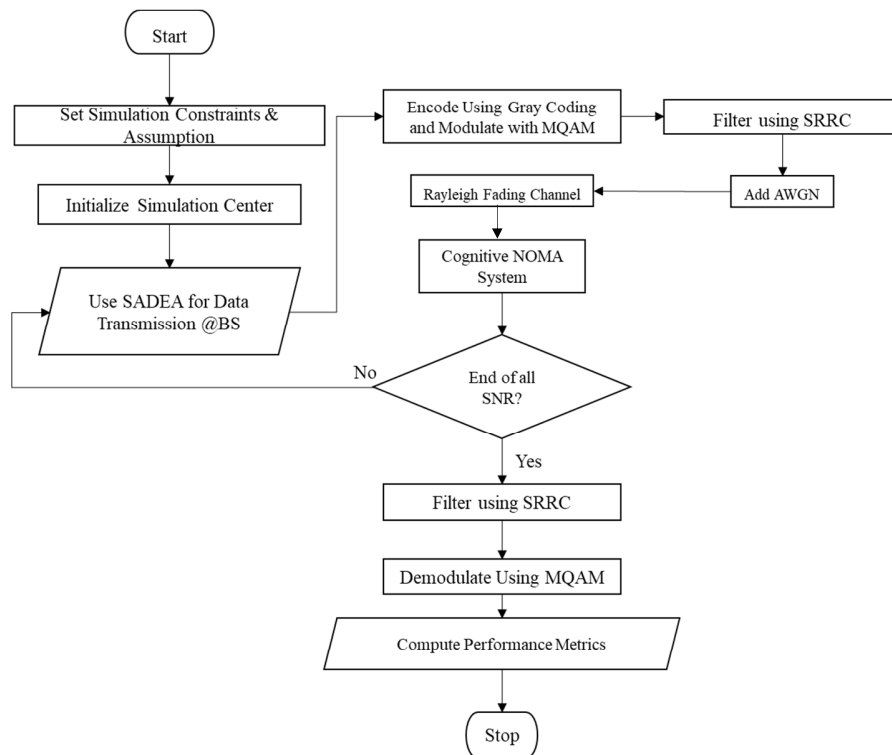 Start
Set Simulation Constraints &
Assumption
Initialize Simulation Center
Use SADEA for Data
Transmission @BS
Encode Using Gray Coding
and Modulate with MQAM
Filter using SRRC
Add AWGN
Rayleigh Fading Channel
Cognitive NOMA
System
End of all
SNR?
No
Yes
Filter using SRRC
Demodulate Using MQAM
Compute Performance Metrics
Stop